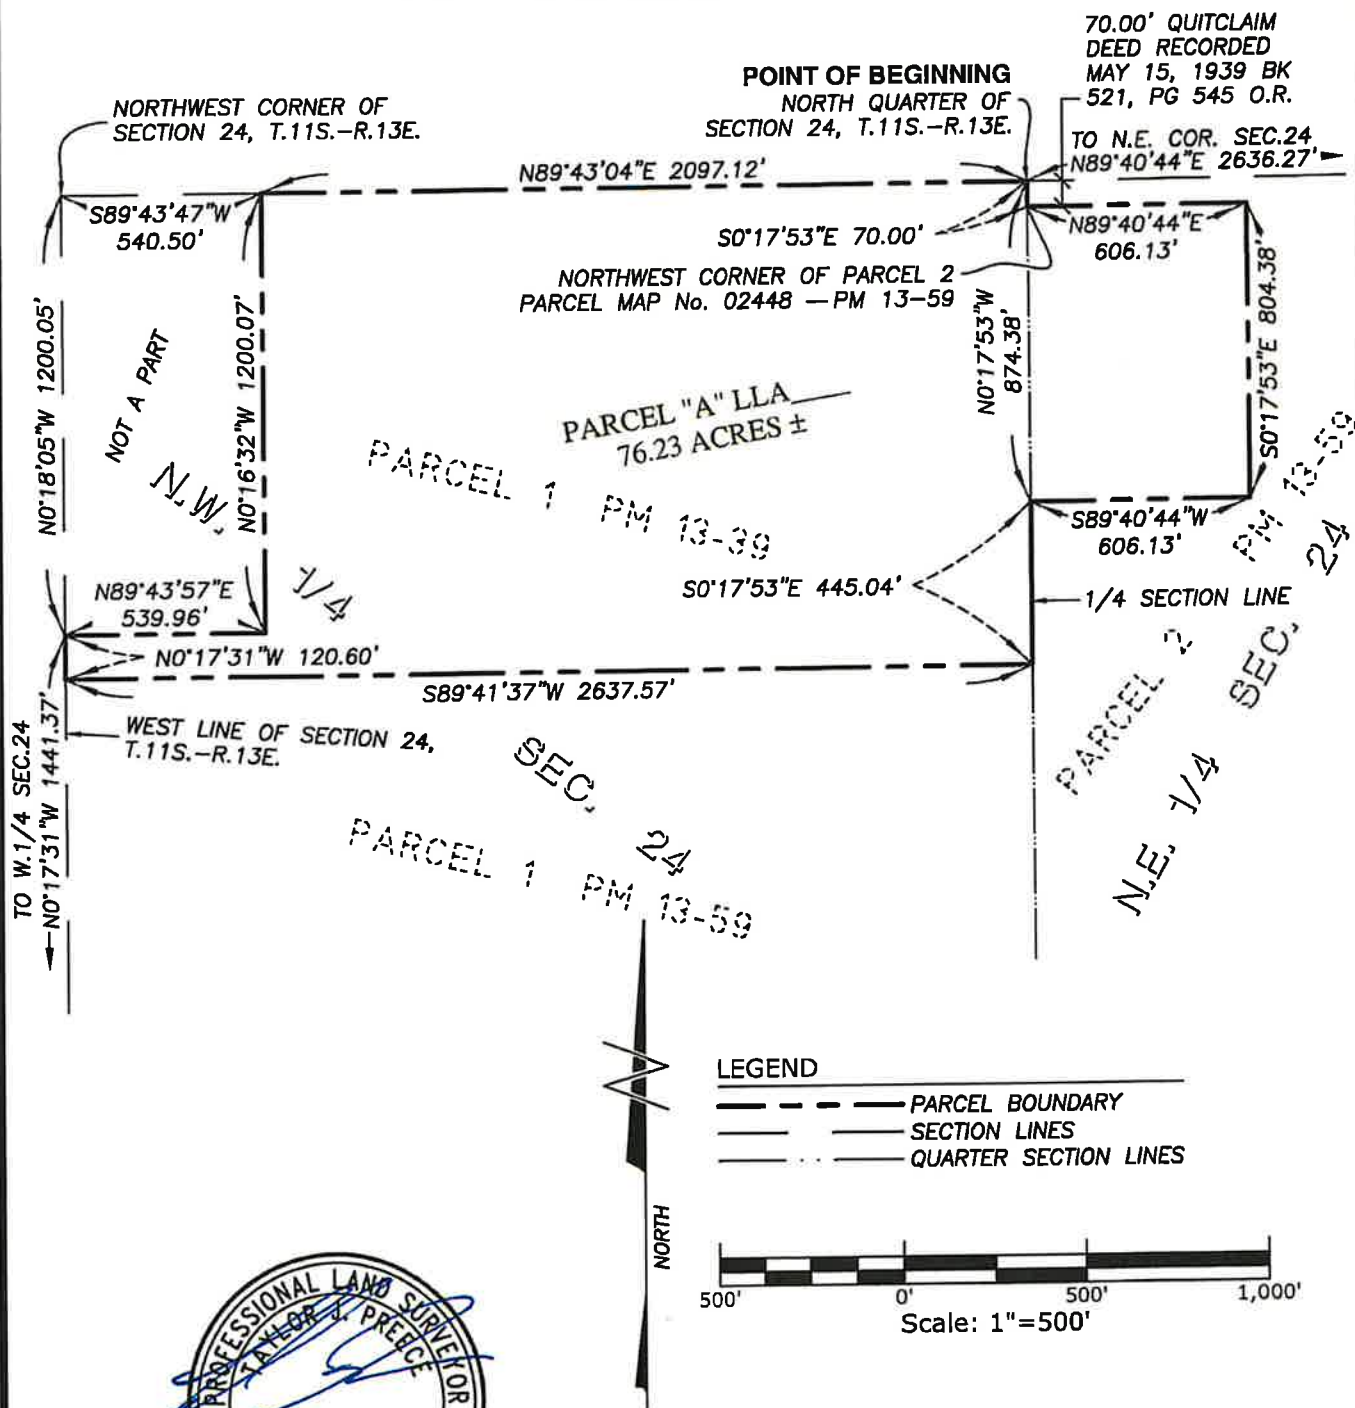 70.00' QUITCLAIM
DEED RECORDED
MAY 15, 1939 BK
521, PG 545 O.R.
POINT OF BEGINNING
NORTH QUARTER OF
SECTION 24, T.11S.-R.13E.
NORTHWEST CORNER OF
SECTION 24, T.11S.-R.13E.
TO N.E. COR. SEC.24
N89°40'44"E 2636.27'
N89°43'04"E 2097.12'
S89°43'47"W
540.50'
S0°17'53"E 70.00'
N89°40'44"E
606.13'
NORTHWEST CORNER OF PARCEL 2
PARCEL MAP No. 02448 — PM 13-59
N0°18'05"W 1200.05'
NOT A PART
N0°16'32"W 1200.07'
N0°17'53"W
874.38'
S0°17'53"E 804.38'
PARCEL "A" LLA
76.23 ACRES ±
PARCEL 1 PM 13-39
N.W.
1/4
S89°40'44"W
606.13'
PM 13-59
S0°17'53"E 445.04'
1/4 SECTION LINE
N89°43'57"E
539.96'
N0°17'31"W 120.60'
S89°41'37"W 2637.57'
WEST LINE OF SECTION 24,
T.11S.-R.13E.
TO W.1/4 SEC.24
N0°17'31"W 1441.37'
SEC. 24
PARCEL 1 PM 13-59
PARCEL 2
N.E. 1/4 SEC. 24
LEGEND
PARCEL BOUNDARY
SECTION LINES
QUARTER SECTION LINES
NORTH
500' 0' 500' 1,000'
Scale: 1"=500'
PROFESSIONAL LAND SURVEYOR
TAYLOR J. PREECE